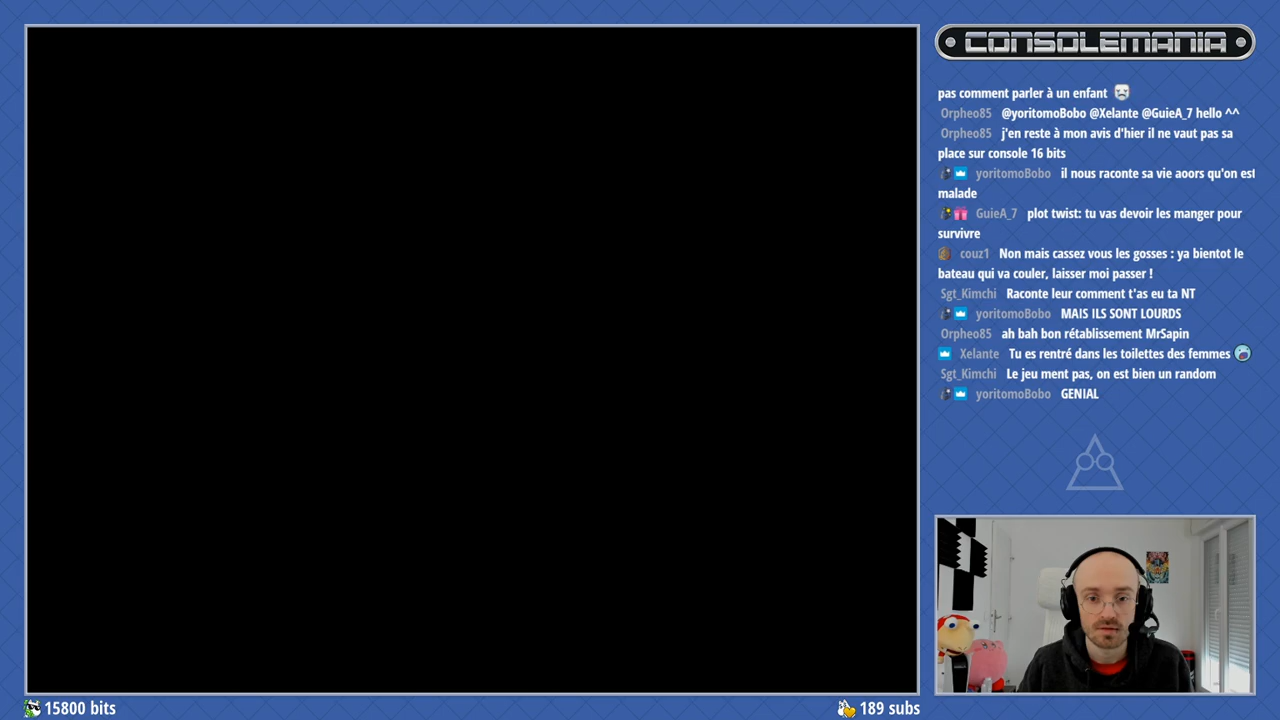 CONSOLEMANIA
pas comment parler à un enfant
Orpheo85 @yoritomoBobo @Xelante @GuieA_7 hello ^^
Orpheo85 j'en reste à mon avis d'hier il ne vaut pas sa
place sur console 16 bits
yoritomoBobo il nous raconte sa vie aoors qu'on est
malade
GuieA_7 plot twist: tu vas devoir les manger pour
survivre
couz1 Non mais cassez vous les gosses : ya bientot le
bateau qui va couler, laisser moi passer !
Sgt_Kimchi Raconte leur comment t'as eu ta NT
yoritomoBobo MAIS ILS SONT LOURDS
Orpheo85 ah bah bon rétablissement MrSapin
Xelante Tu es rentré dans les toilettes des femmes
Sgt_Kimchi Le jeu ment pas, on est bien un random
yoritomoBobo GENIAL
15800 bits
189 subs